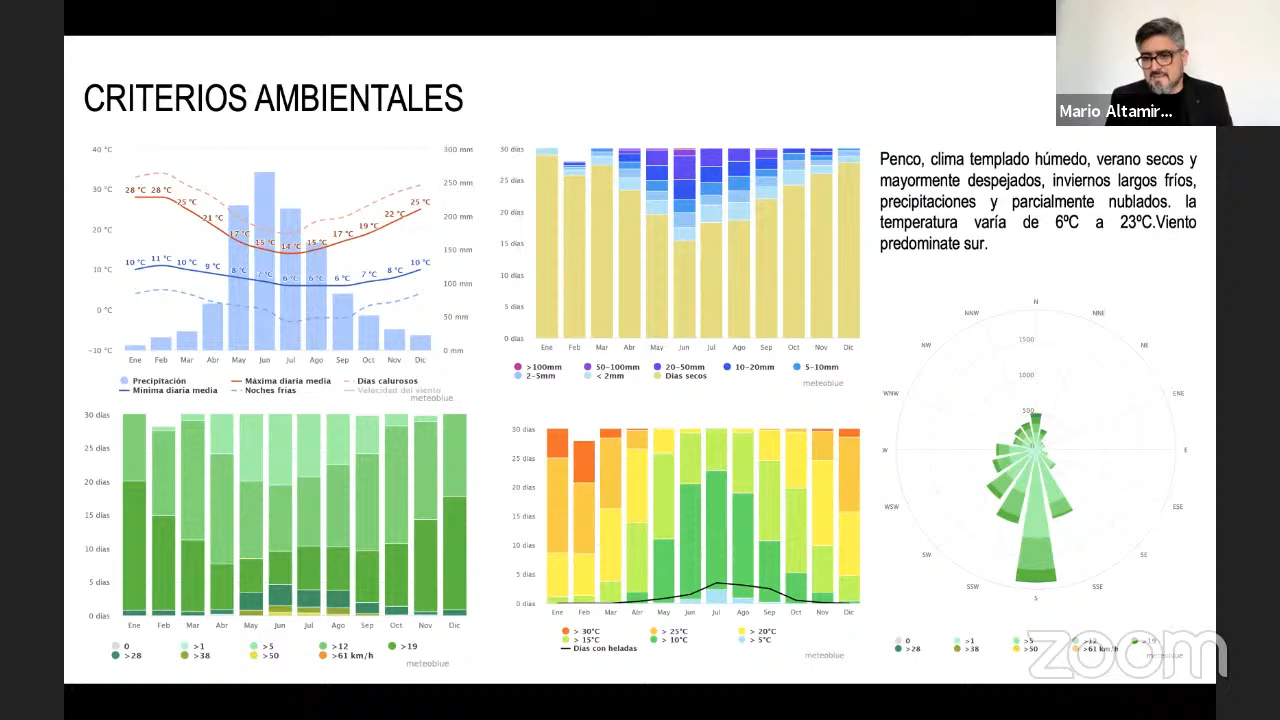 CRITERIOS AMBIENTALES
Mario Altamir...
40 °C
30 °C
20 °C
10 °C
0 °C
−10 °C
300 mm
250 mm
200 mm
150 mm
100 mm
50 mm
0 mm
28 °C 28 °C 25 °C 21 °C 17 °C 15 °C 14 °C 15 °C 17 °C 19 °C 22 °C 25 °C
10 °C 11 °C 10 °C 9 °C 8 °C 7 °C 6 °C 6 °C 6 °C 7 °C 8 °C 10 °C
Ene Feb Mar Abr May Jun Jul Ago Sep Oct Nov Dic
Precipitación Máxima diaria media Días calurosos
Mínima diaria media Noches frías Velocidad del viento
meteoblue
30 días
25 días
20 días
15 días
10 días
5 días
0 días
Ene Feb Mar Abr May Jun Jul Ago Sep Oct Nov Dic
>100mm 50-100mm 20-50mm 10-20mm 5-10mm
2-5mm < 2mm Días secos
meteoblue
Penco, clima templado húmedo, verano secos y
mayormente despejados, inviernos largos fríos,
precipitaciones y parcialmente nublados. la
temperatura varía de 6ºC a 23ºC.Viento
predominate sur.
30 días
25 días
20 días
15 días
10 días
5 días
0 días
Ene Feb Mar Abr May Jun Jul Ago Sep Oct Nov Dic
0 >1 >5 >12 >19
>28 >38 >50 >61 km/h
meteoblue
30 días
25 días
20 días
15 días
10 días
5 días
0 días
Ene Feb Mar Abr May Jun Jul Ago Sep Oct Nov Dic
> 30°C > 25°C > 20°C
> 15°C > 10°C > 5°C
Días con heladas
meteoblue
N
NNW NNE
NW NE
WNW ENE
W E
WSW ESE
SW SE
SSW SSE
S
1500
1000
500
0
0 >1 >5 >12 >19
>28 >38 >50 >61 km/h
meteoblue
zoom